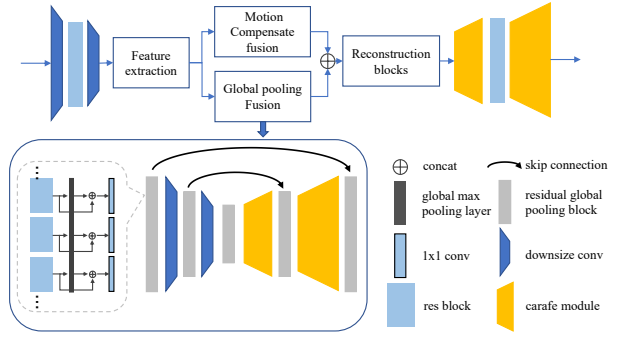 Motion
Compensate
fusion
Feature
extraction
Reconstruction
blocks
Global pooling
Fusion
concat
skip connection
global max
pooling layer
residual global
pooling block
1x1 conv
downsize conv
res block
carafe module